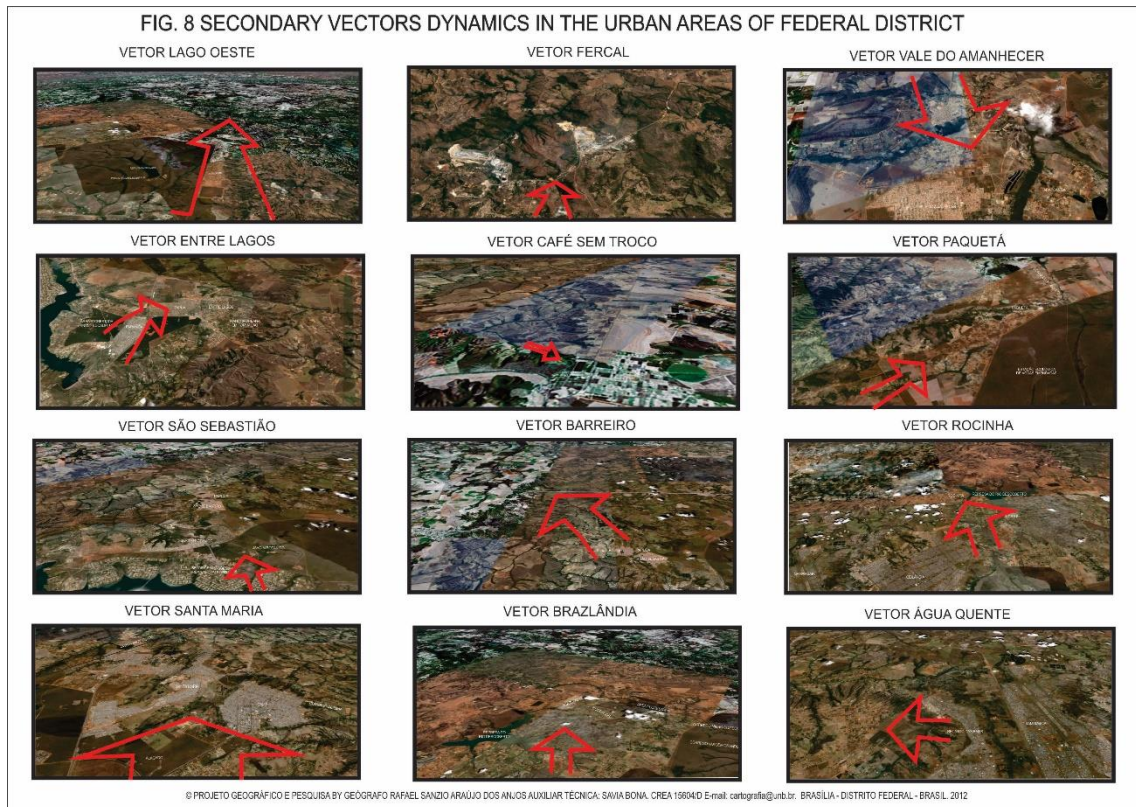 FIG. 8 SECONDARY VECTORS DYNAMICS IN THE URBAN AREAS OF FEDERAL DISTRICT
VETOR LAGO OESTE
VETOR FERCAL
VETOR VALE DO AMANHECER
VETOR ENTRE LAGOS
VETOR CAFÉ SEM TROCO
VETOR PAQUETÁ
VETOR SÃO SEBASTIÃO
VETOR BARREIRO
VETOR ROCINHA
VETOR SANTA MARIA
VETOR BRAZLÂNDIA
VETOR ÁGUA QUENTE
© PROJETO GEOGRÁFICO E PESQUISA BY GEÓGRAFO RAFAEL SANZIO ARAÚJO DOS ANJOS AUXILIAR TÉCNICA: SAVIA BONA. CREA 15604/D E-mail: cartografia@unb.br. BRASÍLIA - DISTRITO FEDERAL - BRASIL. 2012